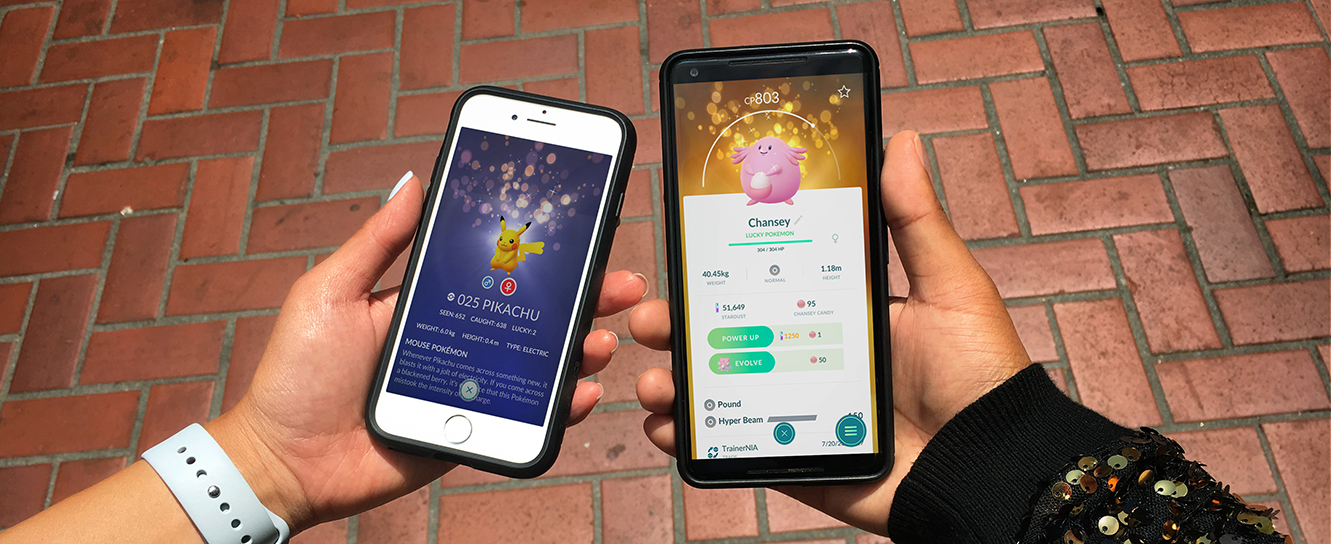 025 PIKACHU
SEEN: 652 CAUGHT: 638 LUCKY: 2
WEIGHT: 6.0kg HEIGHT: 0.4m TYPE: ELECTRIC
MOUSE POKÉMON
Whenever Pikachu comes across something new, it
blasts it with a jolt of electricity. If you come across
a blackened berry, it's that this Pokémon
mistook the intensity of
CP803
Chansey
LUCKY POKÉMON
304 / 304 HP
40.45kg 1.18m
WEIGHT NORMAL HEIGHT
51,649 95
STARDUST CHANSEY CANDY
POWER UP 1250 1
EVOLVE 50
Pound
Hyper Beam
TrainerNIA